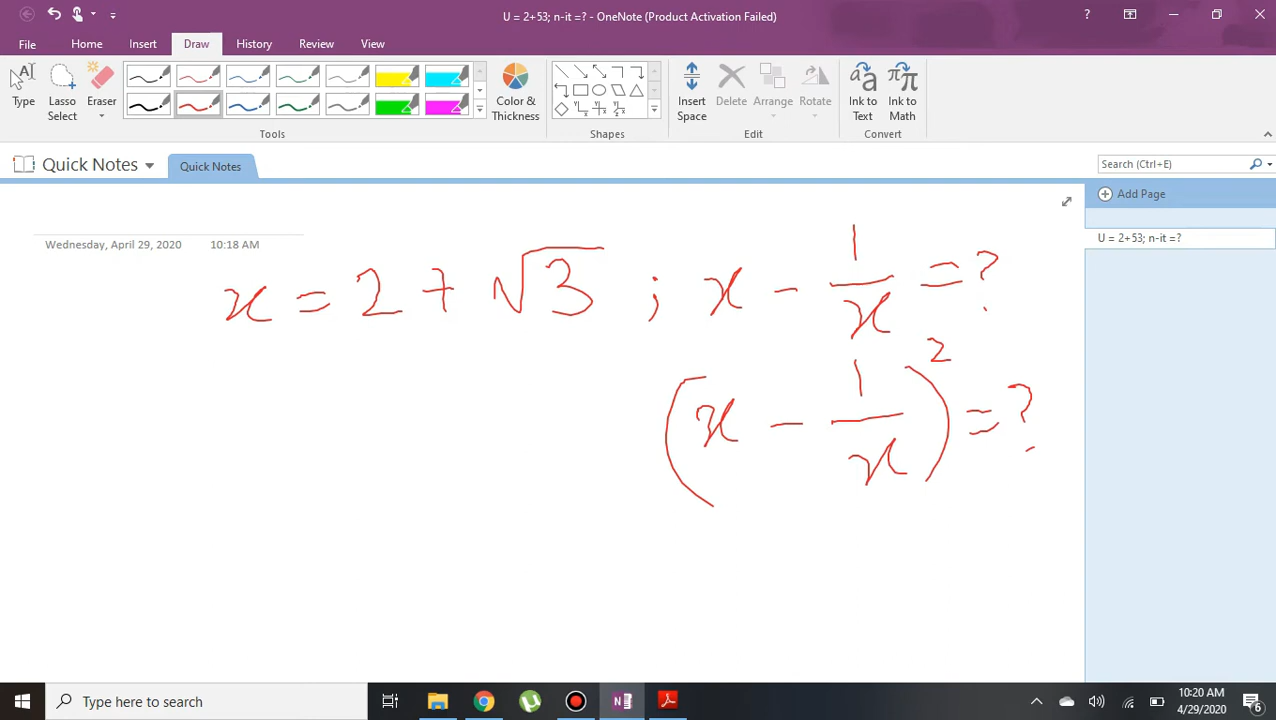 U = 2+53; n-it =? - OneNote (Product Activation Failed)
File Home Insert Draw History Review View
Type Lasso Select Eraser Color & Thickness Insert Space Delete Arrange Rotate Ink to Text Ink to Math
Tools Shapes Edit Convert
Quick Notes Quick Notes Search (Ctrl+E)
Add Page
U = 2+53; n-it =?
Wednesday, April 29, 2020 10:18 AM
x = 2 + √3 ; x - 1/x = ?
(x - 1/x)² = ?
Type here to search
10:20 AM
4/29/2020
6